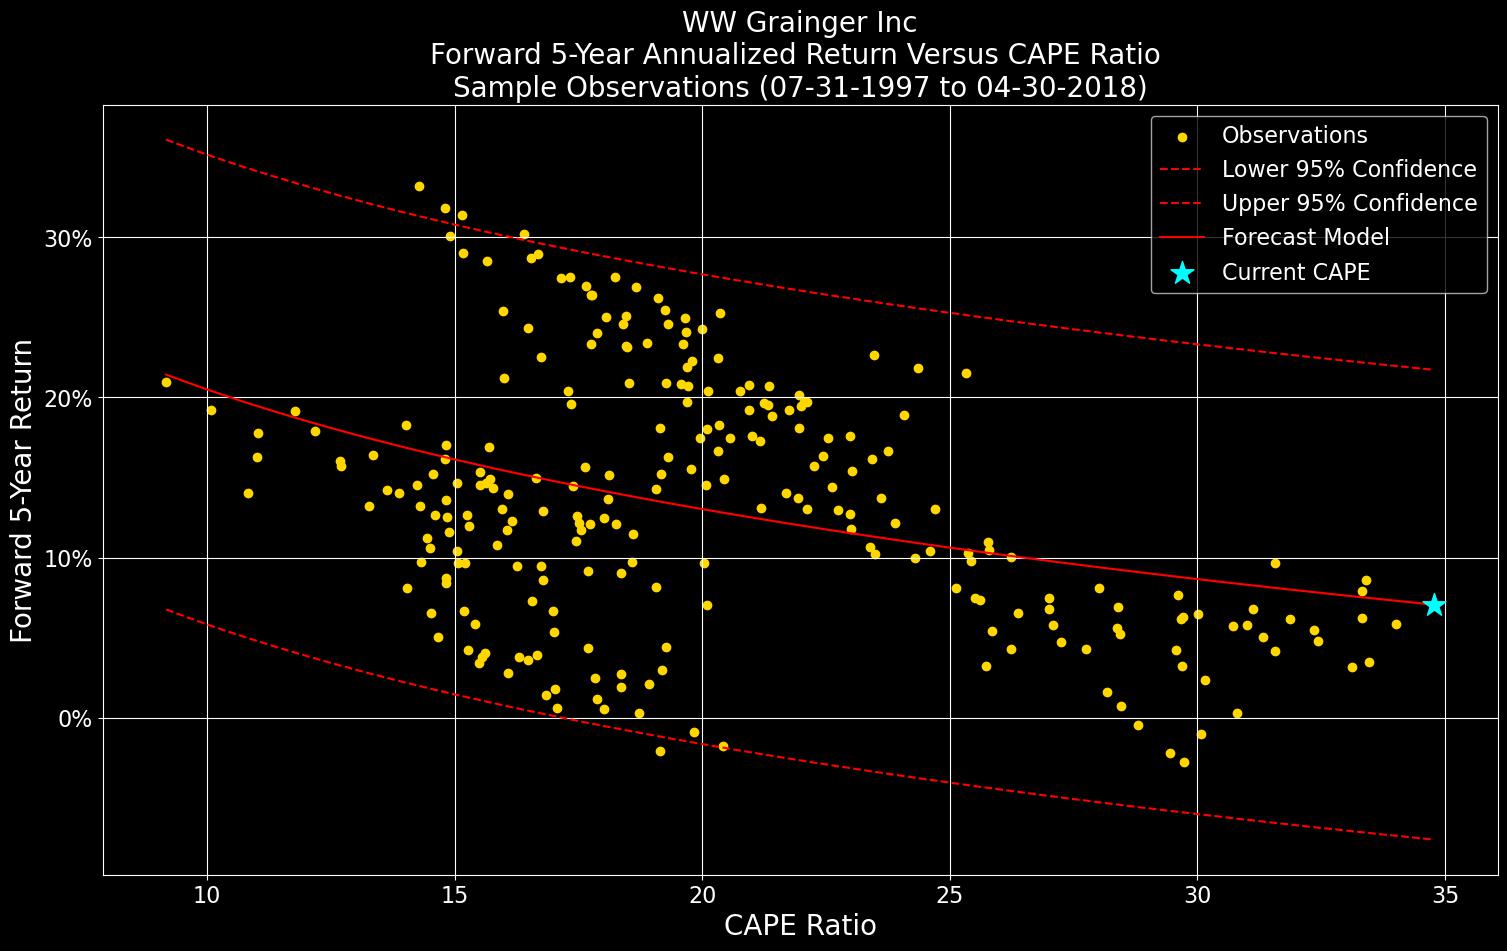 WW Grainger Inc
Forward 5-Year Annualized Return Versus CAPE Ratio
Sample Observations (07-31-1997 to 04-30-2018)
Observations
Lower 95% Confidence
Upper 95% Confidence
Forecast Model
Current CAPE
Forward 5-Year Return
30%
20%
10%
0%
10 15 20 25 30 35
CAPE Ratio